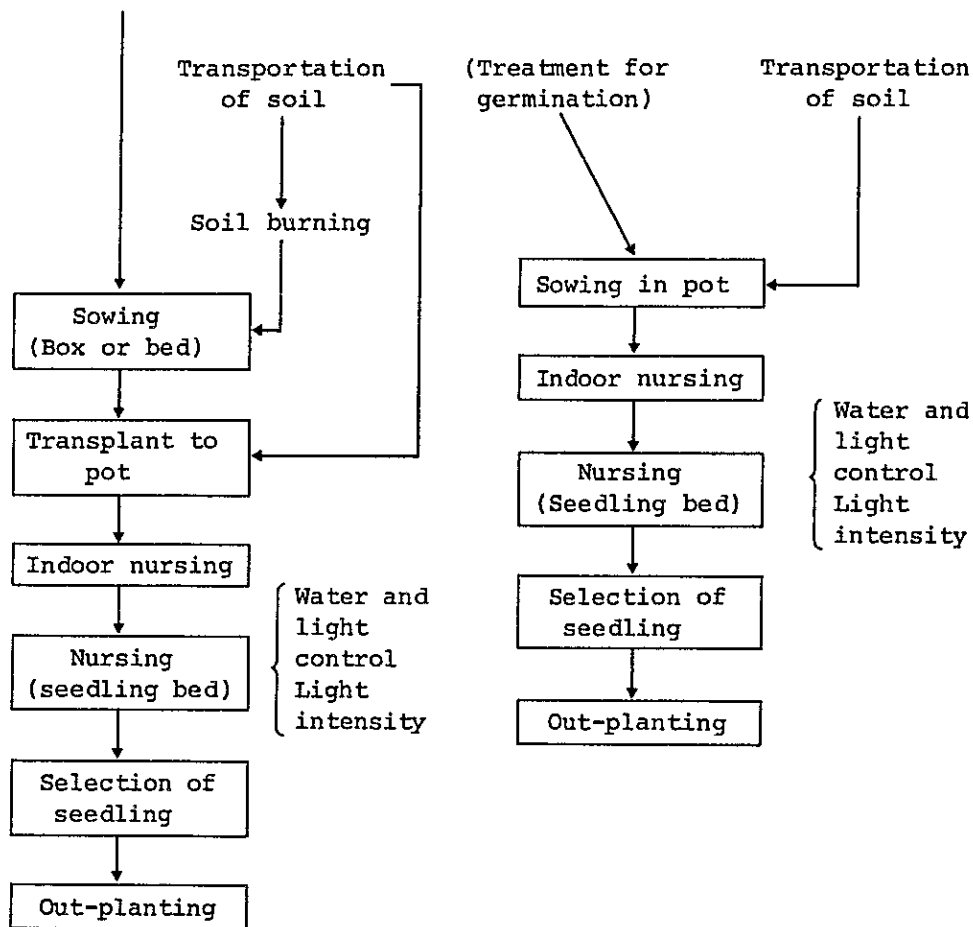 Transportation
of soil
Soil burning
Sowing
(Box or bed)
Transplant to
pot
Indoor nursing
Nursing
(seedling bed)
Water and
light
control
Light
intensity
Selection of
seedling
Out-planting
(Treatment for
germination)
Transportation
of soil
Sowing in pot
Indoor nursing
Nursing
(Seedling bed)
Water and
light
control
Light
intensity
Selection of
seedling
Out-planting